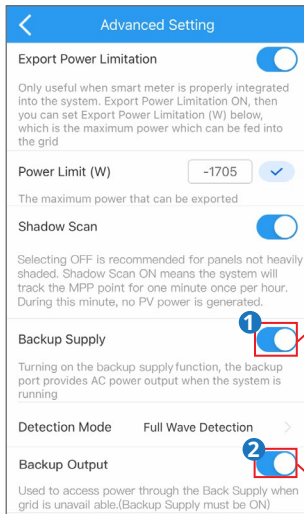 Advanced Setting
Export Power Limitation
Only useful when smart meter is properly integrated
into the system. Export Power Limitation ON, then
you can set Export Power Limitation (W) below,
which is the maximum power which can be fed into
the grid
Power Limit (W) -1705
The maximum power that can be exported
Shadow Scan
Selecting OFF is recommended for panels not heavily
shaded. Shadow Scan ON means the system will
track the MPP point for one minute once per hour.
During this minute, no PV power is generated.
1
Backup Supply
Turning on the backup supply function, the backup
port provides AC power output when the system is
running
Detection Mode Full Wave Detection
2
Backup Output
Used to access power through the Back Supply when
grid is unavail able.(Backup Supply must be ON)